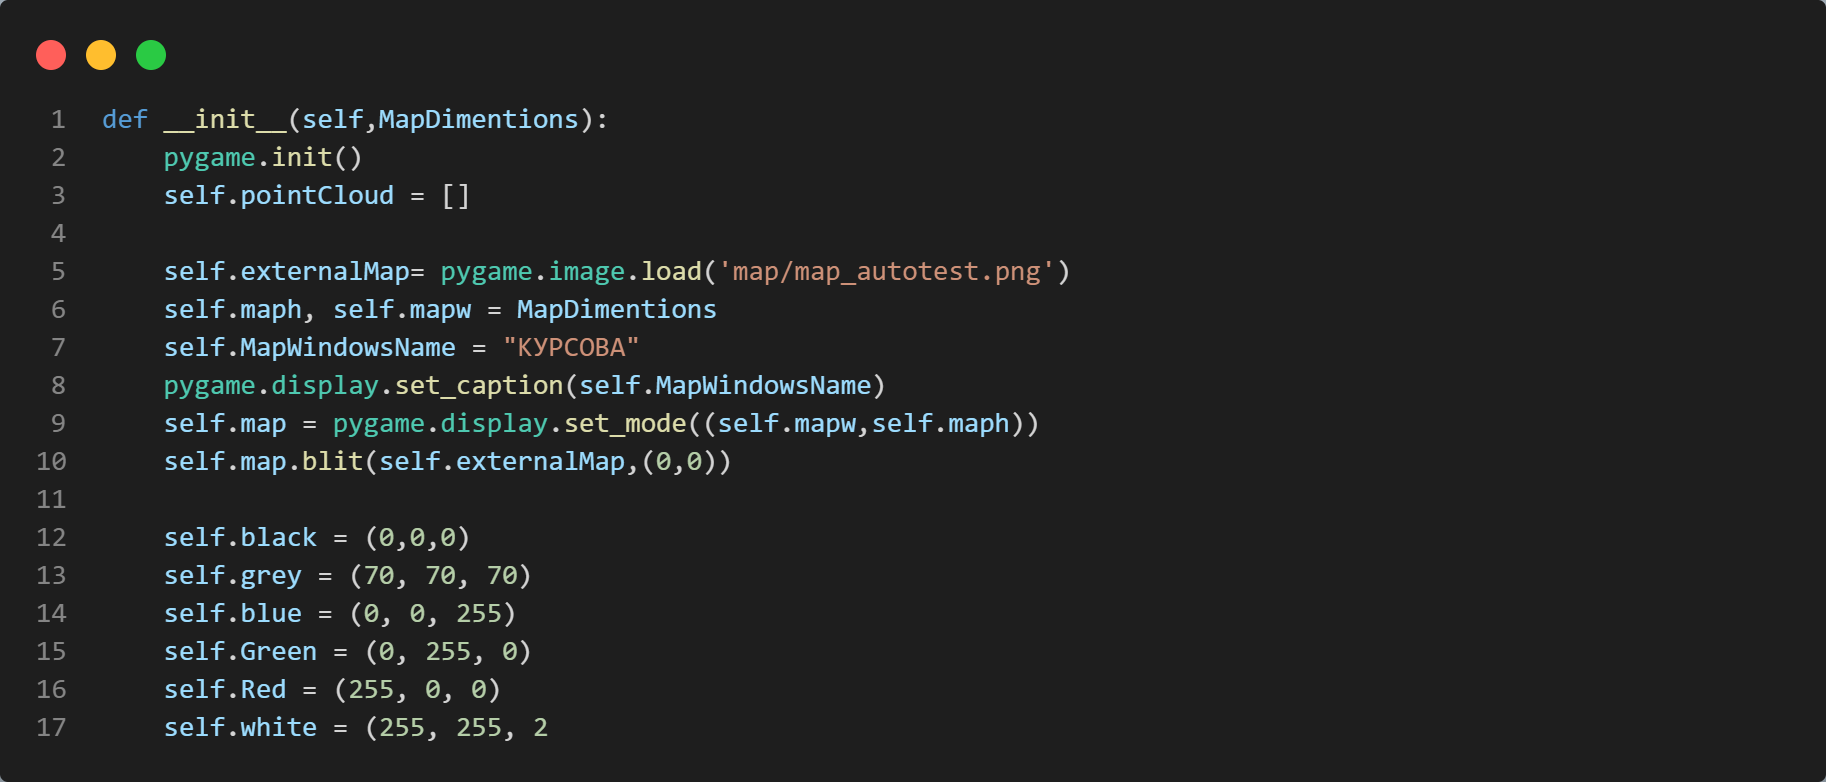 1 def __init__(self,MapDimentions):
2     pygame.init()
3     self.pointCloud = []
4
5     self.externalMap= pygame.image.load('map/map_autotest.png')
6     self.maph, self.mapw = MapDimentions
7     self.MapWindowsName = "КУРСОВА"
8     pygame.display.set_caption(self.MapWindowsName)
9     self.map = pygame.display.set_mode((self.mapw,self.maph))
10     self.map.blit(self.externalMap,(0,0))
11
12     self.black = (0,0,0)
13     self.grey = (70, 70, 70)
14     self.blue = (0, 0, 255)
15     self.Green = (0, 255, 0)
16     self.Red = (255, 0, 0)
17     self.white = (255, 255, 2